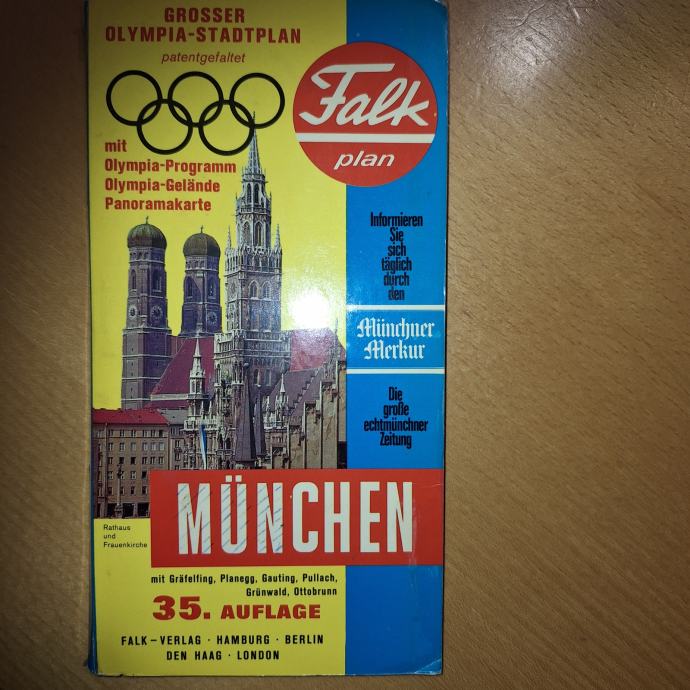 GROSSER
OLYMPIA-STADTPLAN
patentgefaltet
mit
Olympia-Programm
Olympia-Gelände
Panoramakarte
Falk
plan
Informieren
Sie
sich
täglich
durch
den
Münchner
Merkur
Die
große
echtmünchner
Zeitung
MÜNCHEN
Rathaus
und
Frauenkirche
mit Gräfelfing, Planegg, Gauting, Pullach,
Grünwald, Ottobrunn
35. AUFLAGE
FALK–VERLAG · HAMBURG · BERLIN
DEN HAAG · LONDON